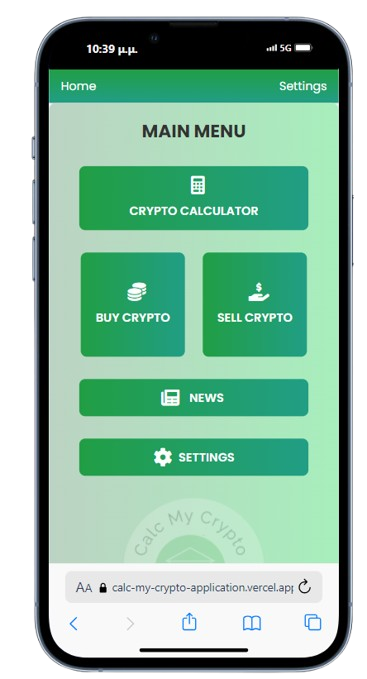 10:39 μ.μ.
5G
Home
Settings
MAIN MENU
CRYPTO CALCULATOR
BUY CRYPTO
SELL CRYPTO
NEWS
SETTINGS
Calc My Crypto
AA
calc-my-crypto-application.vercel.app